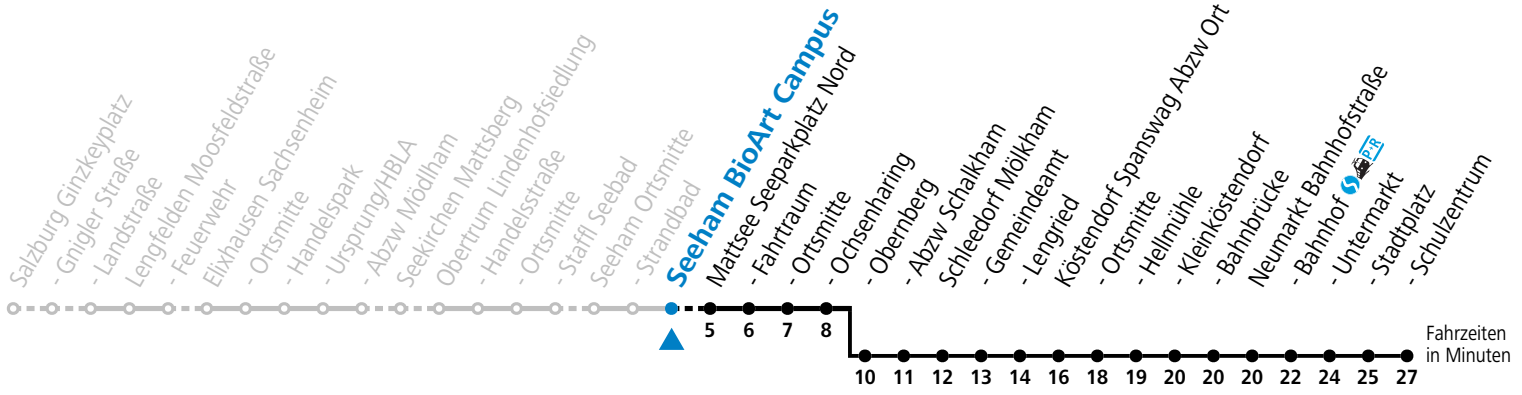 Salzburg Ginzkeyplatz
- Gnigler Straße
- Landstraße
Lengfelden Moosfeldstraße
- Feuerwehr
Elixhausen Sachsenheim
- Ortsmitte
- Handelspark
- Ursprung/HBLA
- Abzw Mödlham
Seekirchen Mattsberg
Obertrum Lindenhofsiedlung
- Handelsstraße
- Ortsmitte
- Staffl Seebad
Seeham Ortsmitte
- Strandbad
Seeham BioArt Campus
Mattsee Seeparkplatz Nord
- Fahrtraum
- Ortsmitte
- Ochsenharing
- Obernberg
- Abzw Schalkham
Schleedorf Mölkham
- Gemeindeamt
- Lengried
Köstendorf Spanswag Abzw Ort
- Ortsmitte
- Hellmühle
- Kleinköstendorf
- Bahnbrücke
Neumarkt Bahnhofstraße
- Bahnhof S P+R
- Untermarkt
- Stadtplatz
- Schulzentrum
5 6 7 8
Fahrzeiten
in Minuten
10 11 12 13 14 16 18 19 20 20 20 22 24 25 27